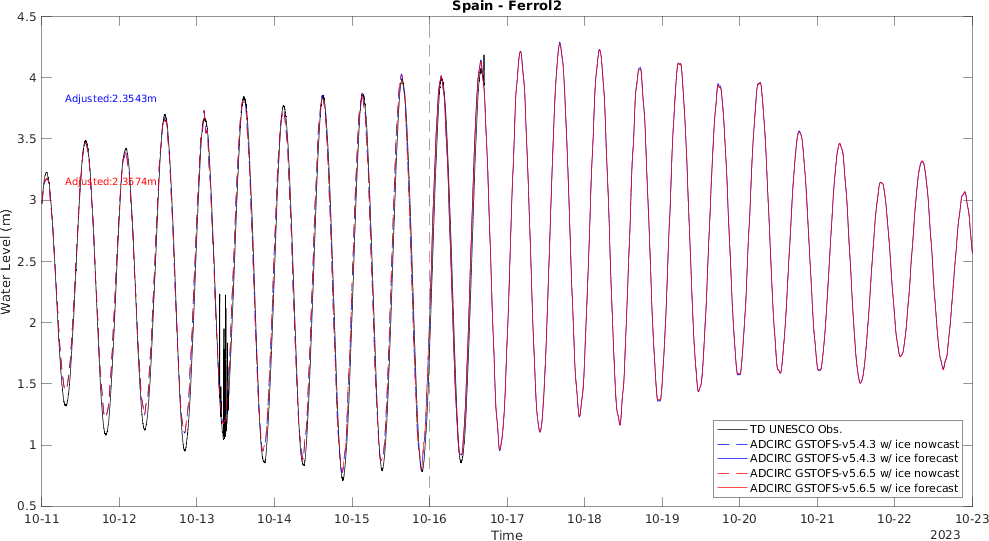 Spain - Ferrol2
4.5
4
3.5
3
2.5
2
1.5
1
0.5
Water Level (m)
Adjusted:2.3543m
Adjusted:2.3574m
TD UNESCO Obs.
ADCIRC GSTOFS-v5.4.3 w/ ice nowcast
ADCIRC GSTOFS-v5.4.3 w/ ice forecast
ADCIRC GSTOFS-v5.6.5 w/ ice nowcast
ADCIRC GSTOFS-v5.6.5 w/ ice forecast
10-11 10-12 10-13 10-14 10-15 10-16 10-17 10-18 10-19 10-20 10-21 10-22 10-23
Time
2023